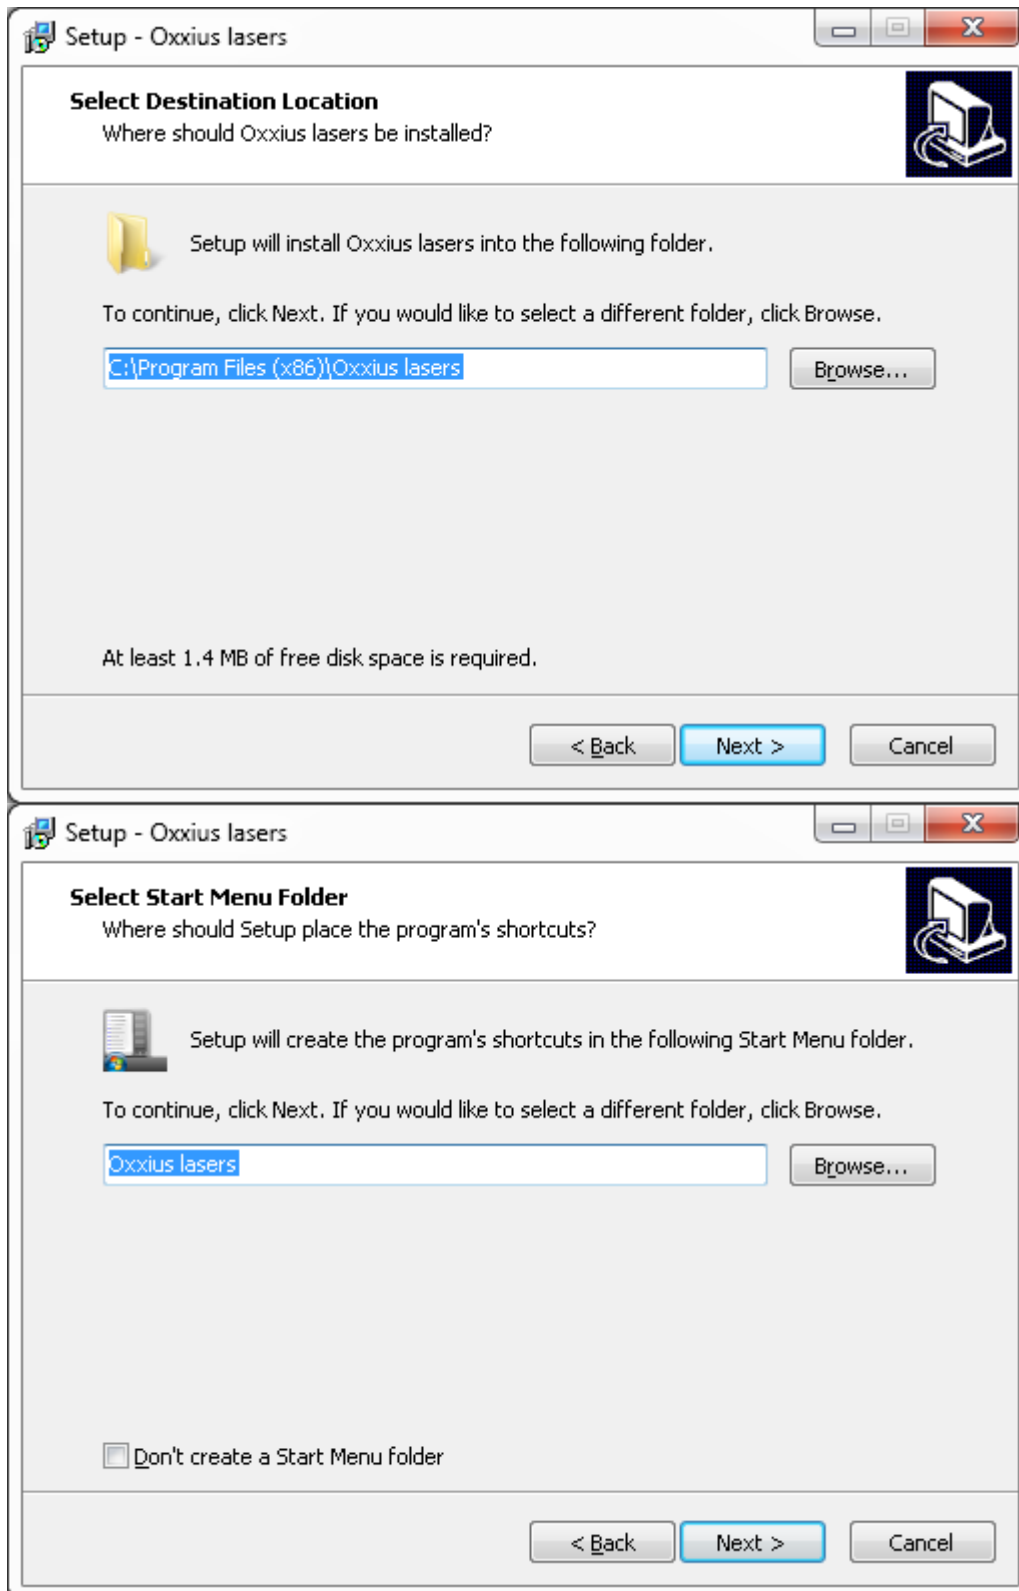 Setup - Oxxius lasers
Select Destination Location
Where should Oxxius lasers be installed?
Setup will install Oxxius lasers into the following folder.
To continue, click Next. If you would like to select a different folder, click Browse.
C:\Program Files (x86)\Oxxius lasers
Browse...
At least 1.4 MB of free disk space is required.
< Back Next > Cancel
Setup - Oxxius lasers
Select Start Menu Folder
Where should Setup place the program's shortcuts?
Setup will create the program's shortcuts in the following Start Menu folder.
To continue, click Next. If you would like to select a different folder, click Browse.
Oxxius lasers
Browse...
Don't create a Start Menu folder
< Back Next > Cancel